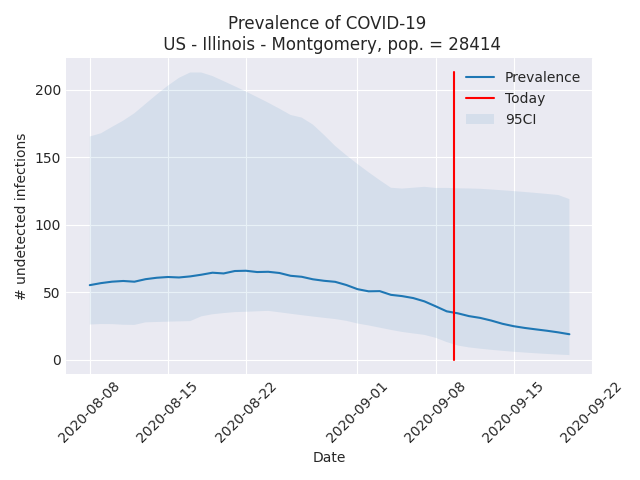 Prevalence of COVID-19
US - Illinois - Montgomery, pop. = 28414
Prevalence
Today
95CI
200
150
100
50
0
# undetected infections
2020-08-08
2020-08-15
2020-08-22
2020-09-01
2020-09-08
2020-09-15
2020-09-22
Date